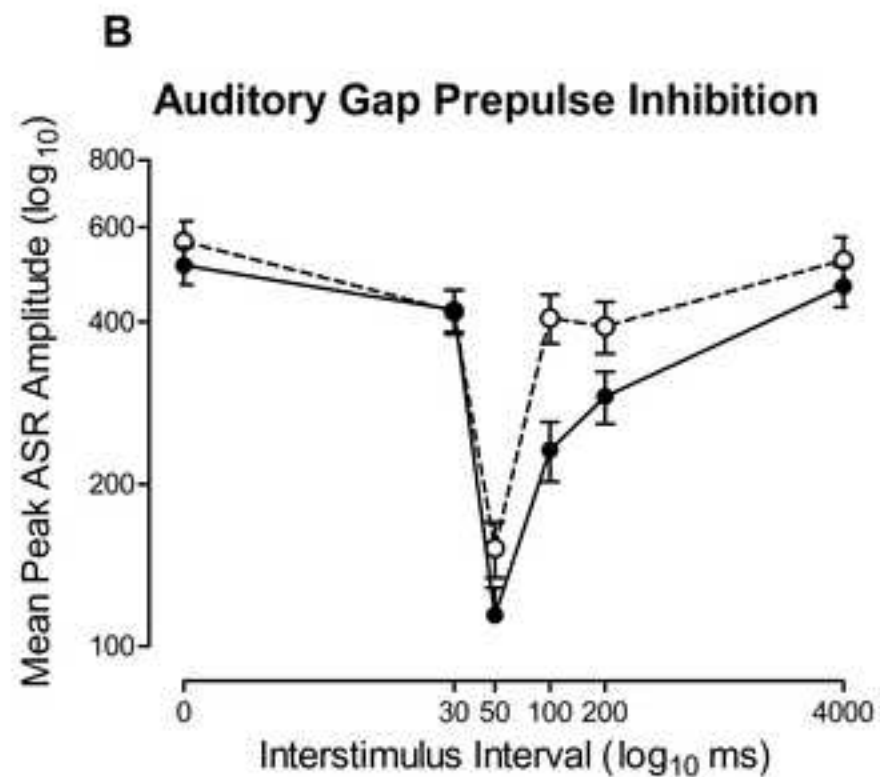 B
Auditory Gap Prepulse Inhibition
Mean Peak ASR Amplitude (log10)
800
600
400
200
100
0 30 50 100 200 4000
Interstimulus Interval (log10 ms)